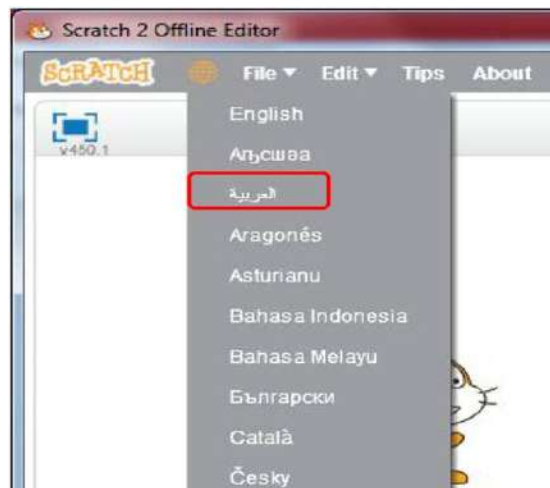 Scratch 2 Offline Editor
SCRATCH File ▼ Edit ▼ Tips About
v450.1
English
Аҧсшәа
العربية
Aragonés
Asturianu
Bahasa Indonesia
Bahasa Melayu
Български
Català
Česky